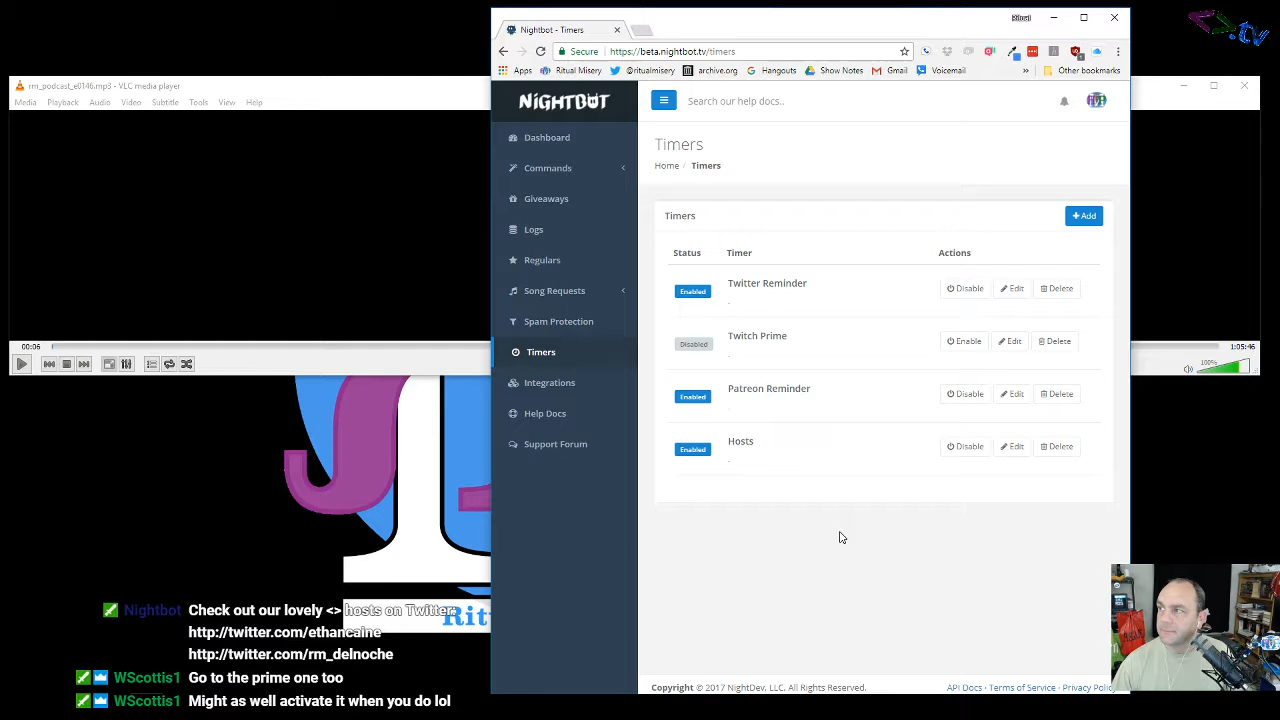 Nightbot - Timers
Secure https://beta.nightbot.tv/timers
Apps Ritual Misery @ritualmisery archive.org Hangouts Show Notes Gmail Voicemail » Other bookmarks
rm_podcast_e0146.mp3 - VLC media player
Media Playback Audio Video Subtitle Tools View Help
NIGHTBOT
Search our help docs..
Dashboard
Commands
Giveaways
Logs
Regulars
Song Requests
Spam Protection
Timers
Integrations
Help Docs
Support Forum
Timers
Home / Timers
Timers
+ Add
Status Timer Actions
Enabled Twitter Reminder Disable Edit Delete
-
Disabled Twitch Prime Enable Edit Delete
-
Enabled Patreon Reminder Disable Edit Delete
-
Enabled Hosts Disable Edit Delete
-
00:06
1:05:46
100%
Copyright © 2017 NightDev, LLC. All Rights Reserved.
API Docs · Terms of Service · Privacy Policy
Nightbot Check out our lovely <> hosts on Twitter:
http://twitter.com/ethancaine
http://twitter.com/rm_delnoche
WScottis1 Go to the prime one too
WScottis1 Might as well activate it when you do lol
Rit
.tv